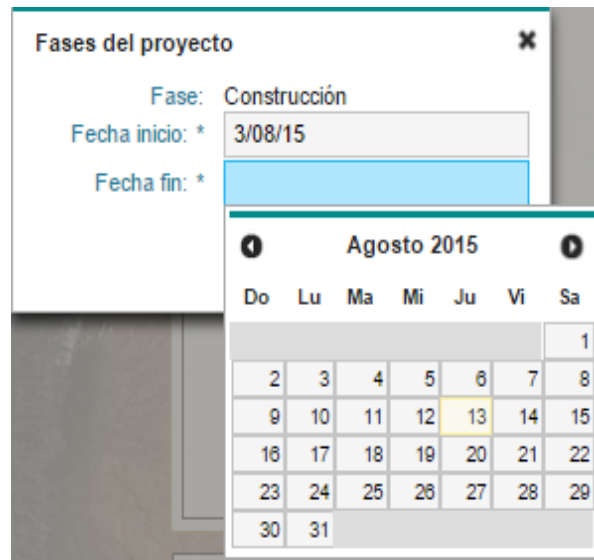 Fases del proyecto
Fase: Construcción
Fecha inicio: * 3/08/15
Fecha fin: *
Agosto 2015
Do Lu Ma Mi Ju Vi Sa
1
2 3 4 5 6 7 8
9 10 11 12 13 14 15
16 17 18 19 20 21 22
23 24 25 26 27 28 29
30 31